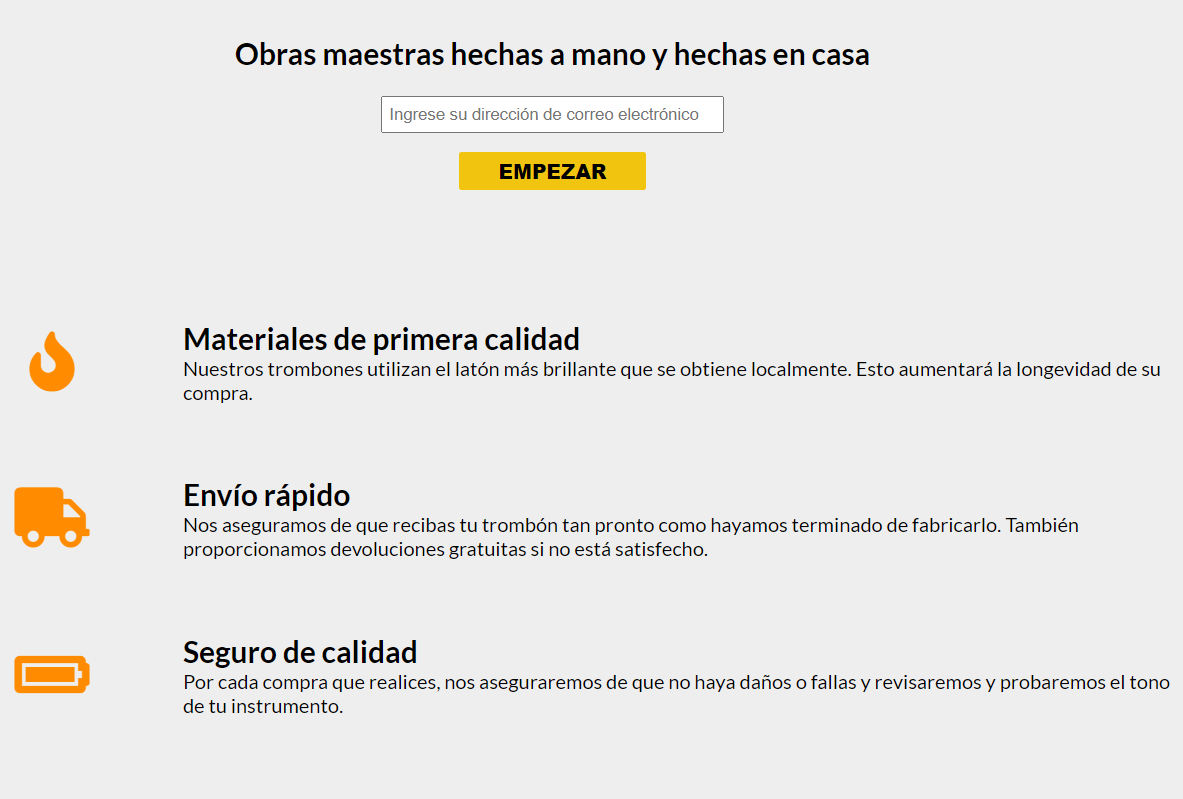 Obras maestras hechas a mano y hechas en casa
Ingrese su dirección de correo electrónico
EMPEZAR
Materiales de primera calidad
Nuestros trombones utilizan el latón más brillante que se obtiene localmente. Esto aumentará la longevidad de su
compra.
Envío rápido
Nos aseguramos de que recibas tu trombón tan pronto como hayamos terminado de fabricarlo. También
proporcionamos devoluciones gratuitas si no está satisfecho.
Seguro de calidad
Por cada compra que realices, nos aseguraremos de que no haya daños o fallas y revisaremos y probaremos el tono
de tu instrumento.